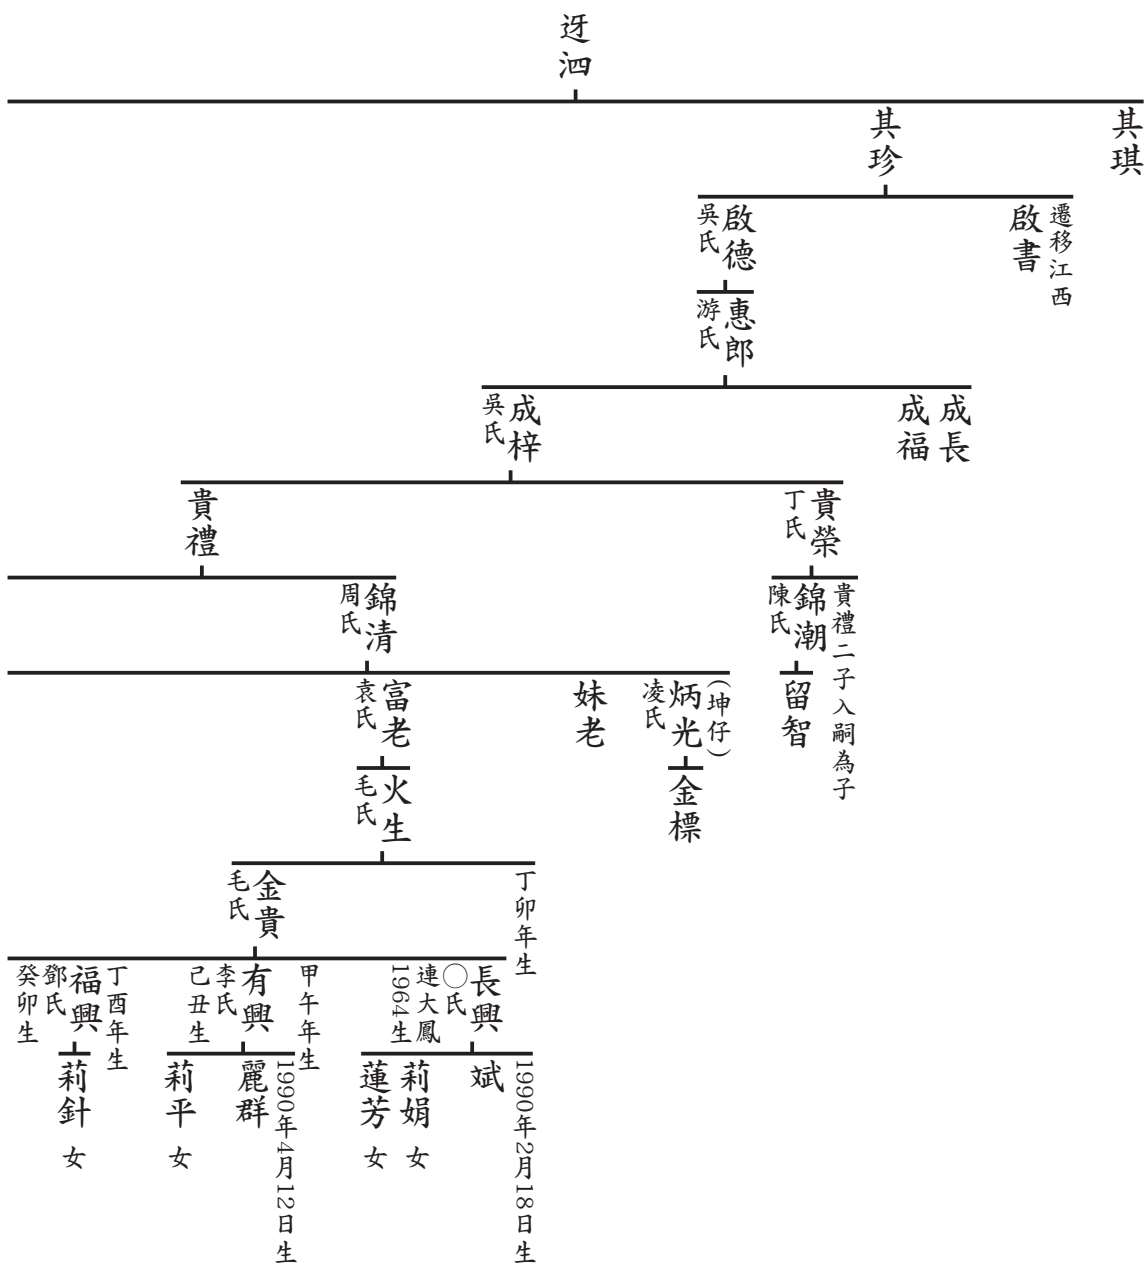 迓泗
其琪
其珍
遷移江西
啟書
啟德
吳氏
惠郎
游氏
成長
成福
成梓
吳氏
貴榮
丁氏
貴禮
貴禮二子入嗣為子
錦潮
陳氏
錦清
周氏
留智
(坤仔)
炳光
凌氏
妹老
富老
袁氏
金標
火生
毛氏
丁卯年生
金貴
毛氏
長興
◯氏
連大鳳
1964生
甲午年生
有興
李氏
己丑生
丁酉年生
福興
鄧氏
癸卯生
1990年2月18日生
斌
莉娟 女
蓮芳 女
1990年4月12日生
麗群
莉平 女
莉針 女